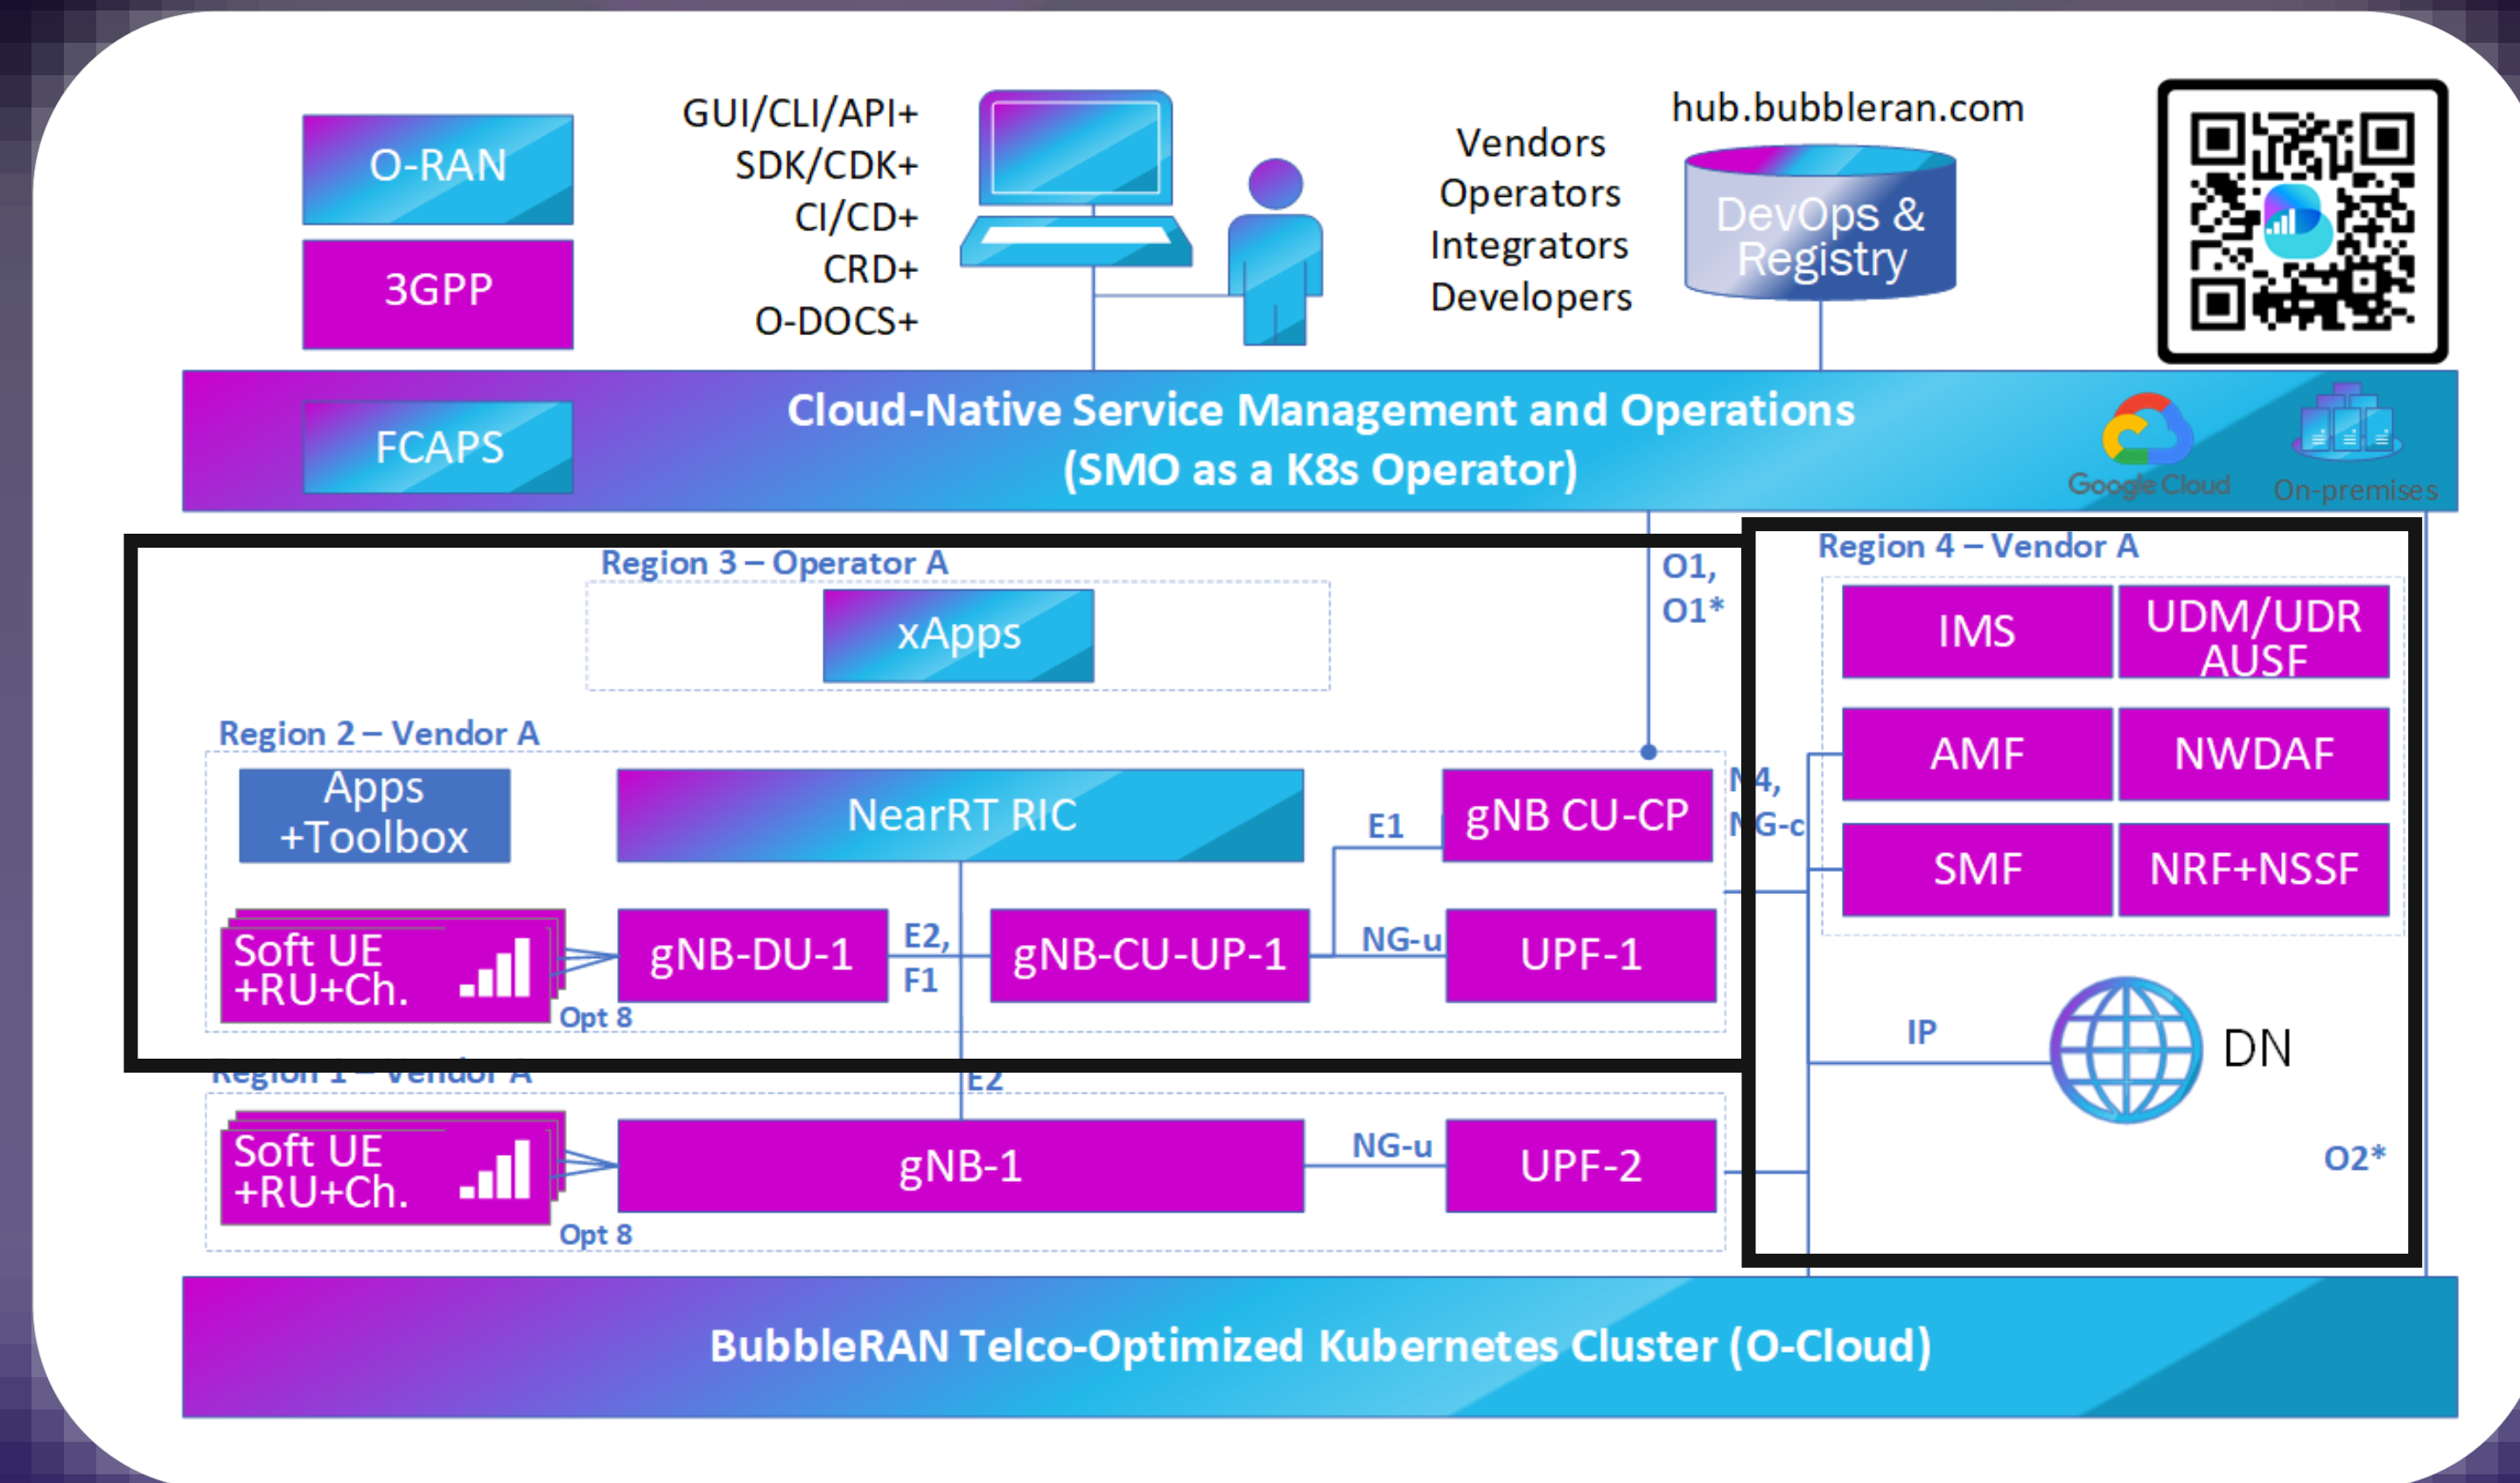 GUI/CLI/API+
SDK/CDK+
CI/CD+
CRD+
O-DOCS+
O-RAN
3GPP
Vendors
Operators
Integrators
Developers
hub.bubbleran.com
DevOps &
Registry
FCAPS
Cloud-Native Service Management and Operations
(SMO as a K8s Operator)
Google Cloud
On-premises
Region 3 – Operator A
xApps
O1,
O1*
Region 4 – Vendor A
IMS
UDM/UDR
AUSF
AMF
NWDAF
SMF
NRF+NSSF
Region 2 – Vendor A
Apps
+Toolbox
NearRT RIC
E1
gNB CU-CP
N4,
NG-c
Soft UE
+RU+Ch.
Opt 8
gNB-DU-1
E2,
F1
gNB-CU-UP-1
NG-u
UPF-1
IP
DN
O2*
Region 1 – Vendor A
E2
Soft UE
+RU+Ch.
Opt 8
gNB-1
NG-u
UPF-2
BubbleRAN Telco-Optimized Kubernetes Cluster (O-Cloud)